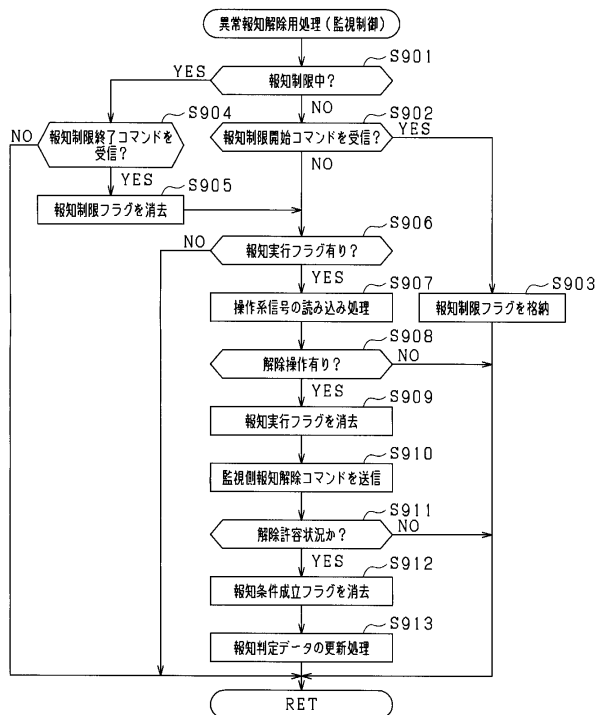 異常報知解除用処理(監視制御)
S901
報知制限中?
YES
NO
S904
S902
NO
報知制限終了コマンドを
受信?
報知制限開始コマンドを受信?
YES
YES
NO
S905
報知制限フラグを消去
S906
NO
報知実行フラグ有り?
YES
S907
S903
操作系信号の読み込み処理
報知制限フラグを格納
S908
解除操作有り?
NO
YES
S909
報知実行フラグを消去
S910
監視側報知解除コマンドを送信
S911
解除許容状況か?
NO
YES
S912
報知条件成立フラグを消去
S913
報知判定データの更新処理
RET